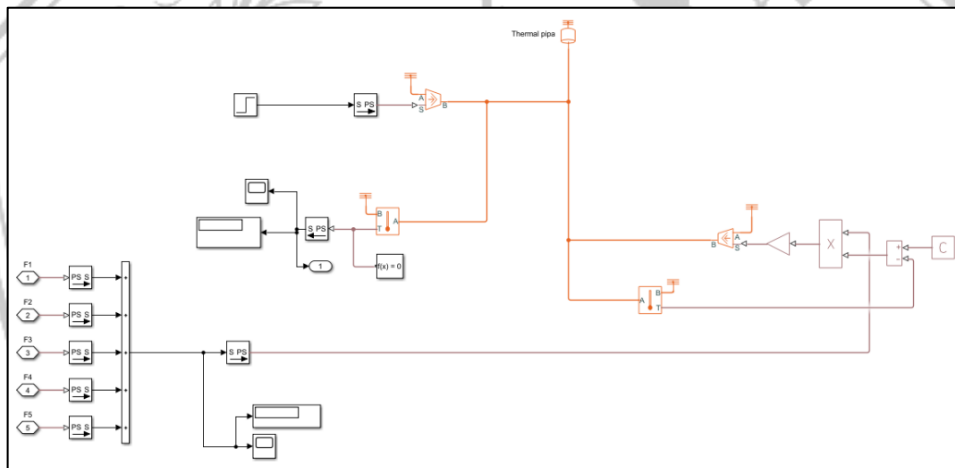 Thermal pipa
S PS
A
S
B
B
T
A
S PS
1
f(x) = 0
A
B
S
X
+
-
C
A
B
T
F1
1
PS S
F2
2
PS S
F3
3
PS S
S PS
F4
4
PS S
F5
5
PS S
+
+
+
+
+